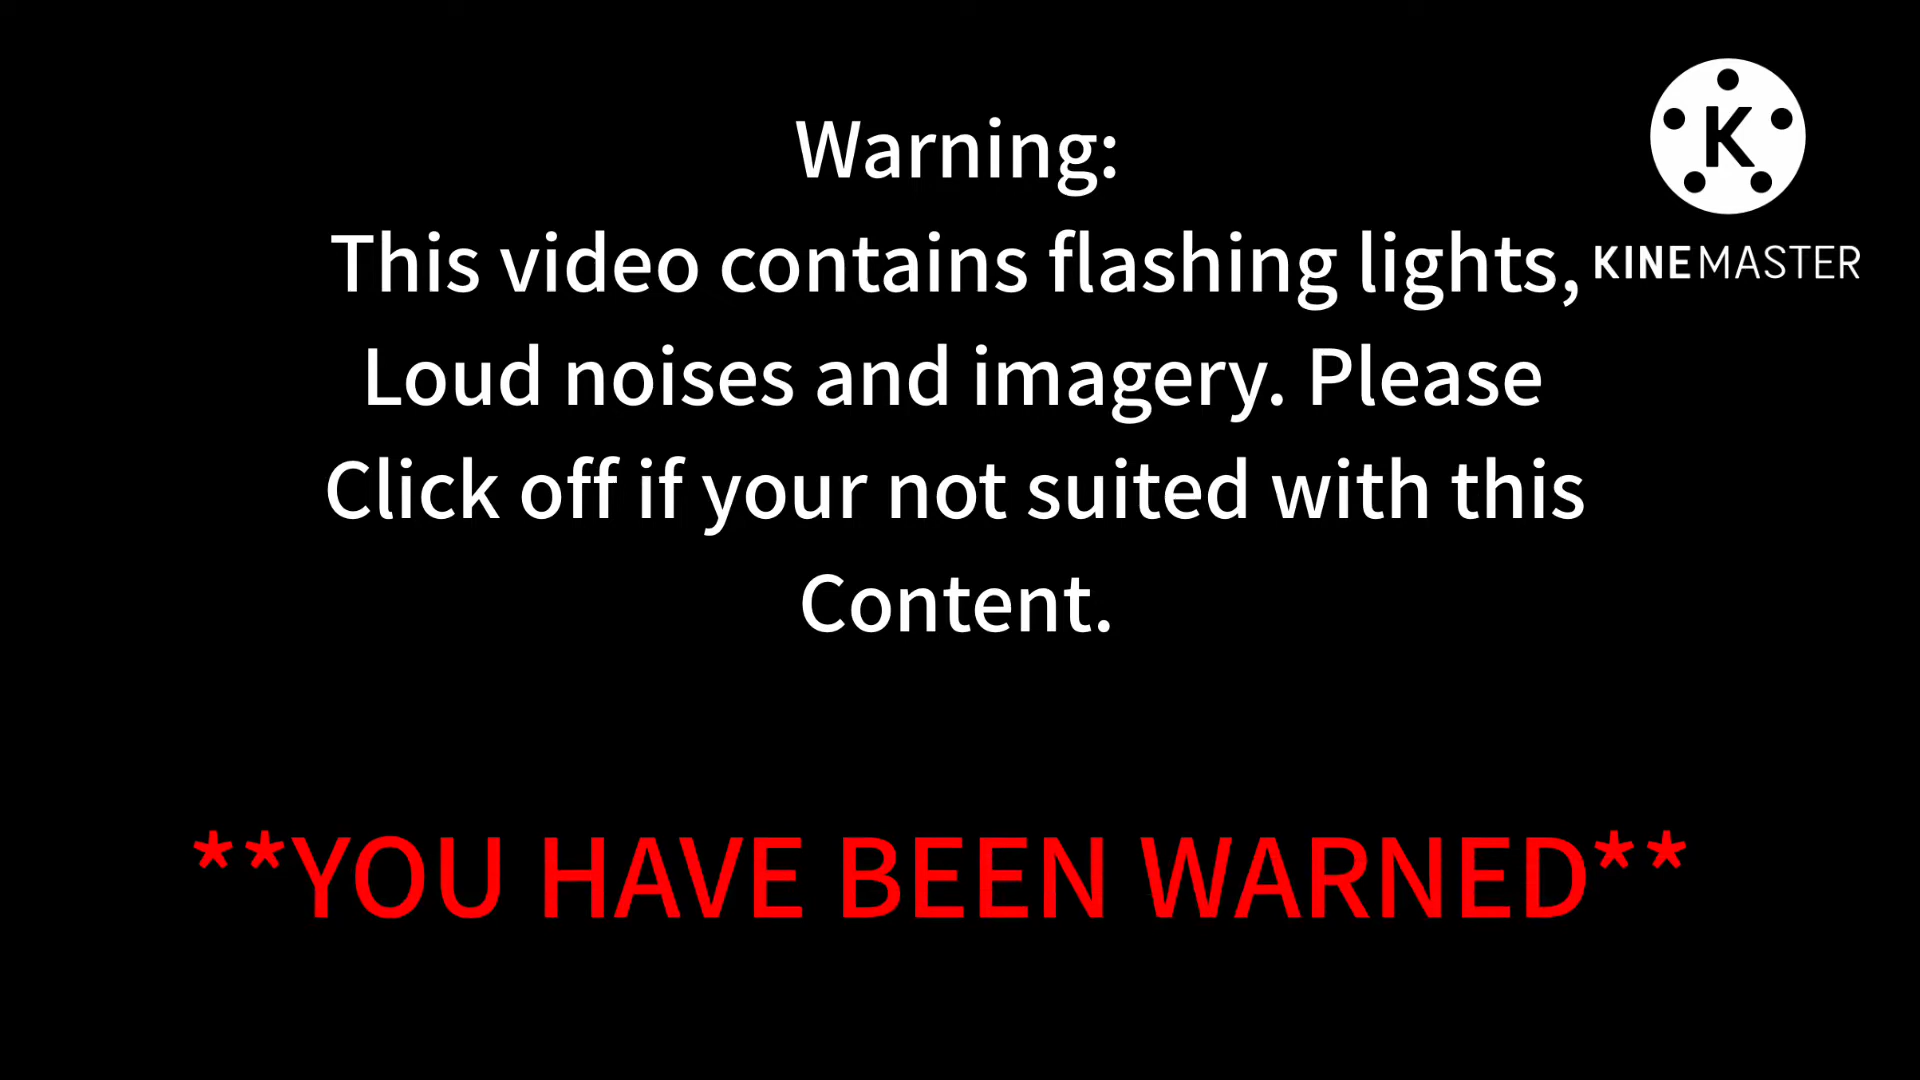 Warning:
This video contains flashing lights,
Loud noises and imagery. Please
Click off if your not suited with this
Content.
**YOU HAVE BEEN WARNED**
K
KINEMASTER